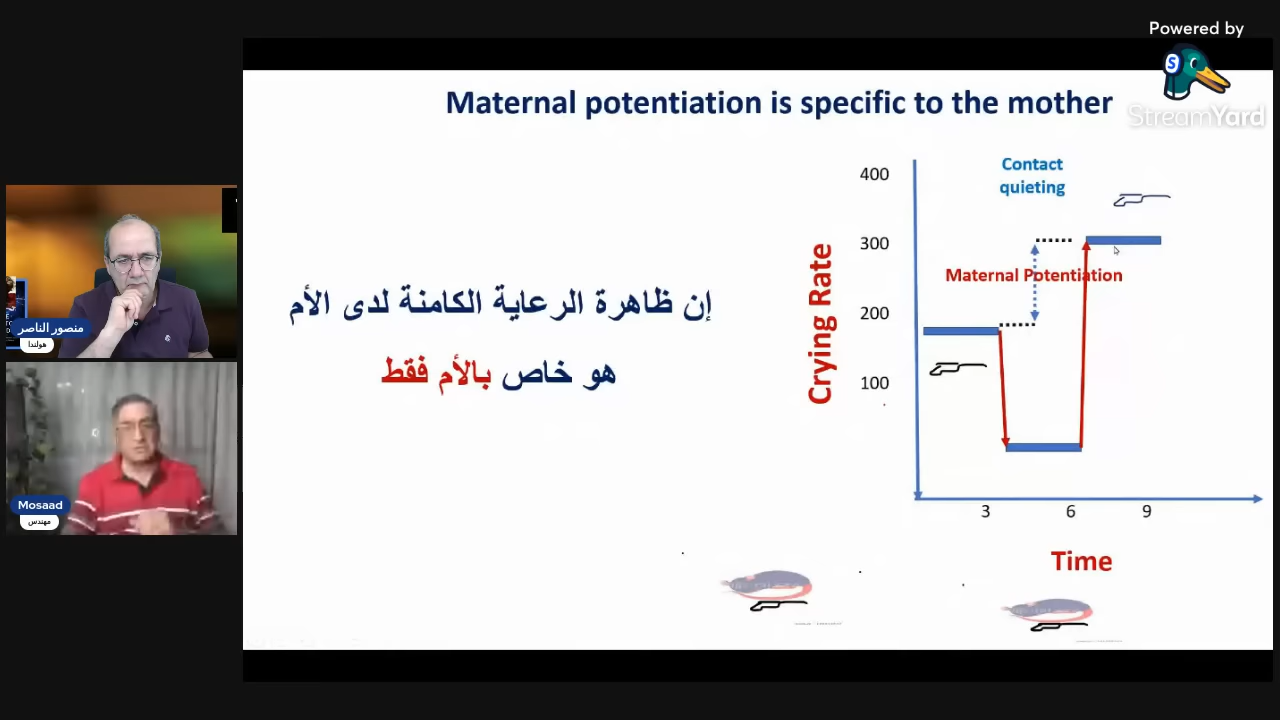 Powered by
StreamYard
Maternal potentiation is specific to the mother
إن ظاهرة الرعاية الكامنة لدى الأم
هو خاص بالأم فقط
Contact
quieting
Maternal Potentiation
Crying Rate
400
300
200
100
3 6 9
Time
منصور الناصر
هولندا
Mosaad
مهندس